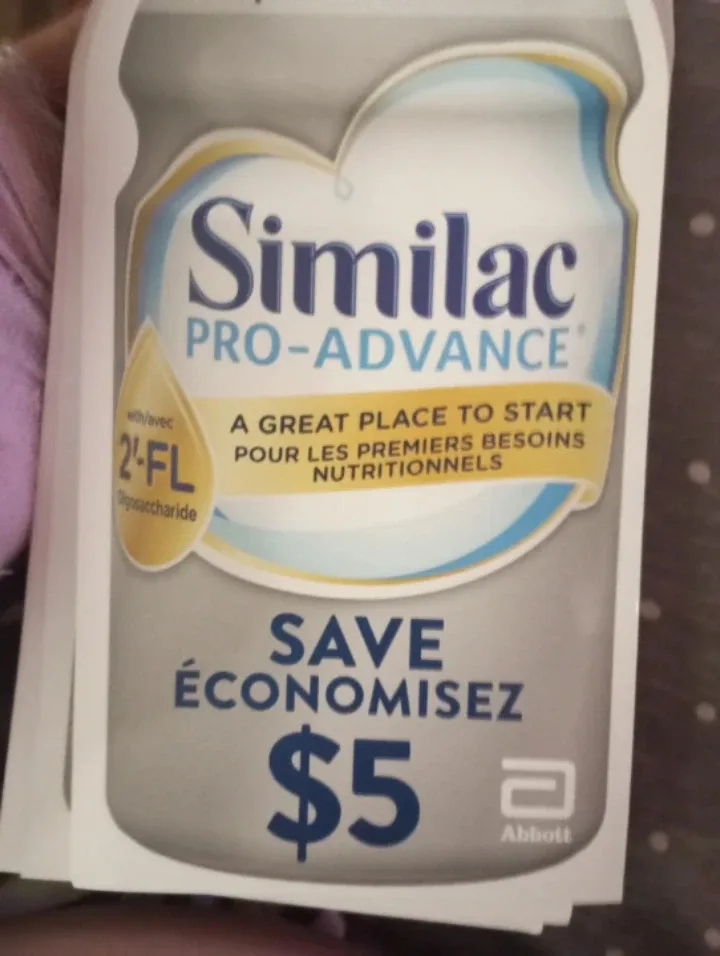 Similac
PRO-ADVANCE®
with/avec
2'-FL
Oligosaccharide
A GREAT PLACE TO START
POUR LES PREMIERS BESOINS
NUTRITIONNELS
SAVE
ÉCONOMISEZ
$5
Abbott